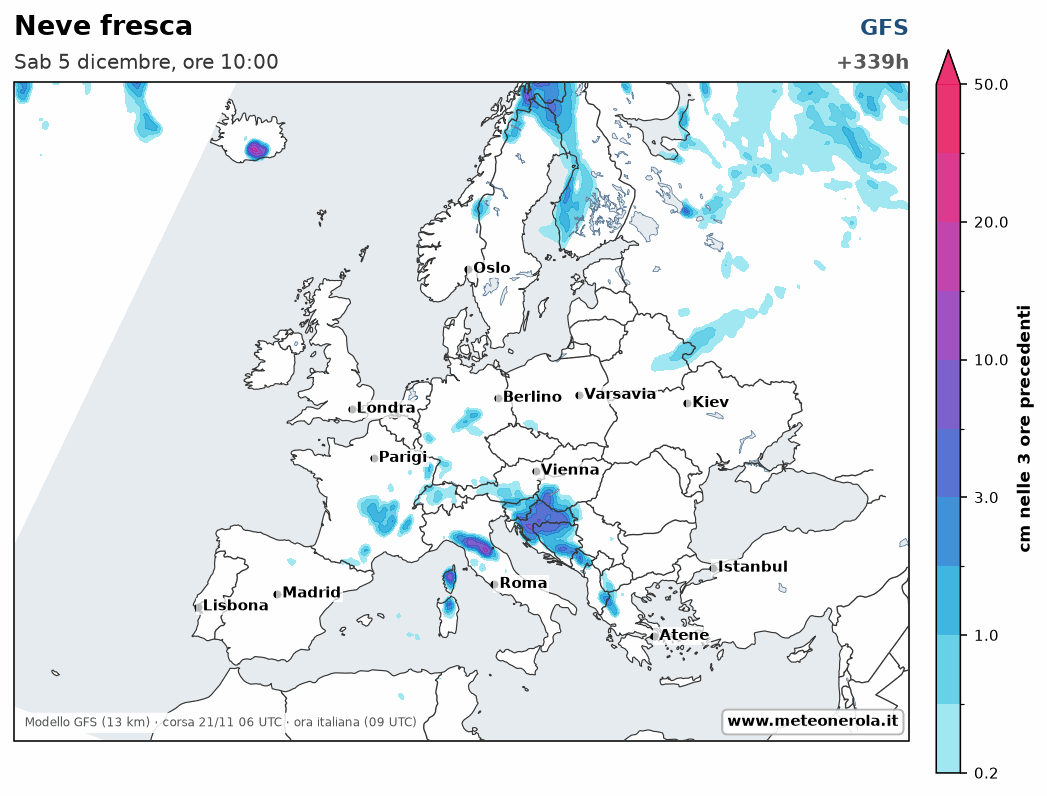 Neve fresca
GFS
Sab 5 dicembre, ore 10:00
+339h
50.0
20.0
10.0
3.0
1.0
0.2
cm nelle 3 ore precedenti
Oslo
Berlino
Varsavia
Kiev
Londra
Parigi
Vienna
Istanbul
Roma
Madrid
Lisbona
Atene
Modello GFS (13 km) · corsa 21/11 06 UTC · ora italiana (09 UTC)
www.meteonerola.it